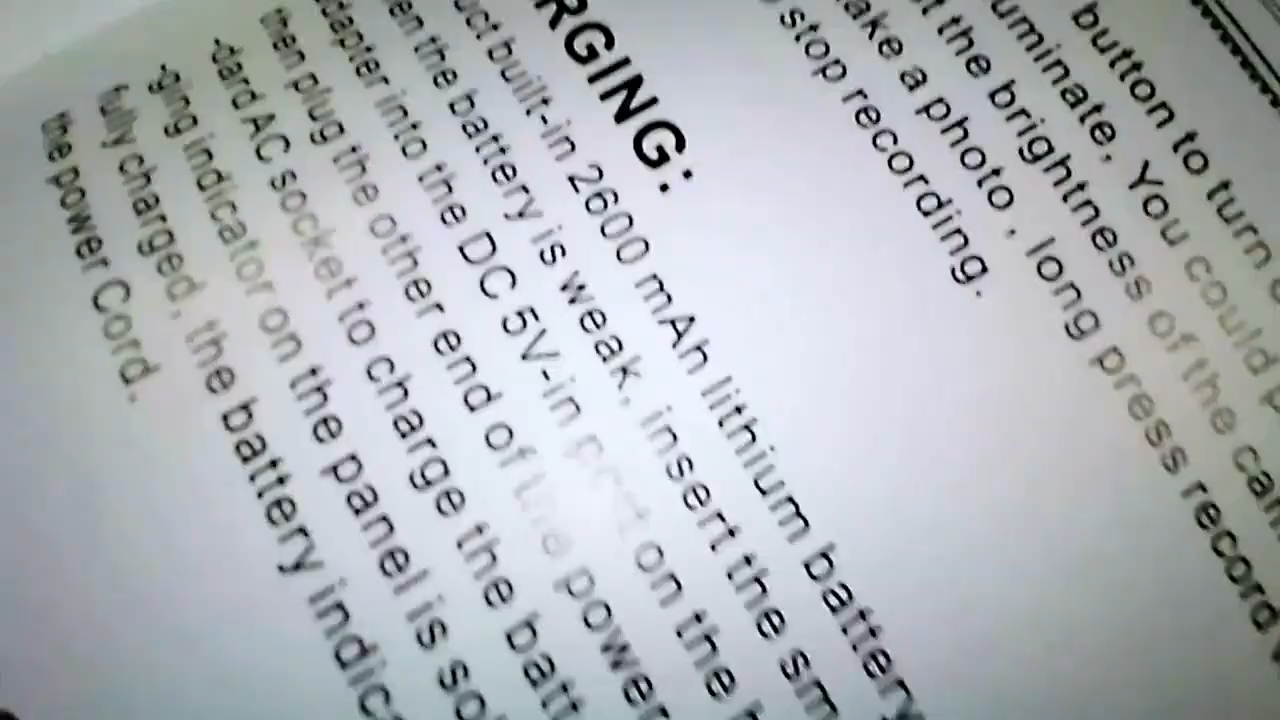 button to turn
uminate, You could
the brightness of the
ake a photo , long press record
stop recording.
RGING:
uct built-in 2600 mAh lithium battery
en the battery is weak, insert the sm
dapter into the DC 5V-in port on the
then plug the other end of the power
-dard AC socket to charge the batt
-ging indicator on the panel is so
fully charged, the battery indic
the power Cord.